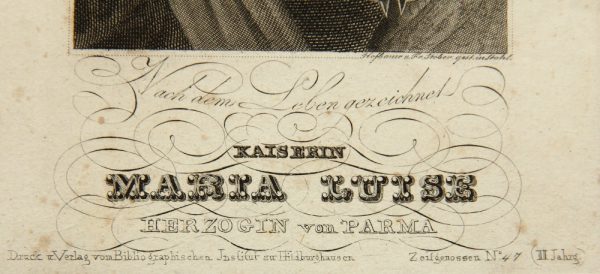 Nach dem Leben gezeichnet
KAISERIN
MARIA LUISE
HERZOGIN von PARMA
Druck u Verlag vom Bibliographischen Institut zu Hildburghausen Zeitgenossen No 47 III Jahrg.